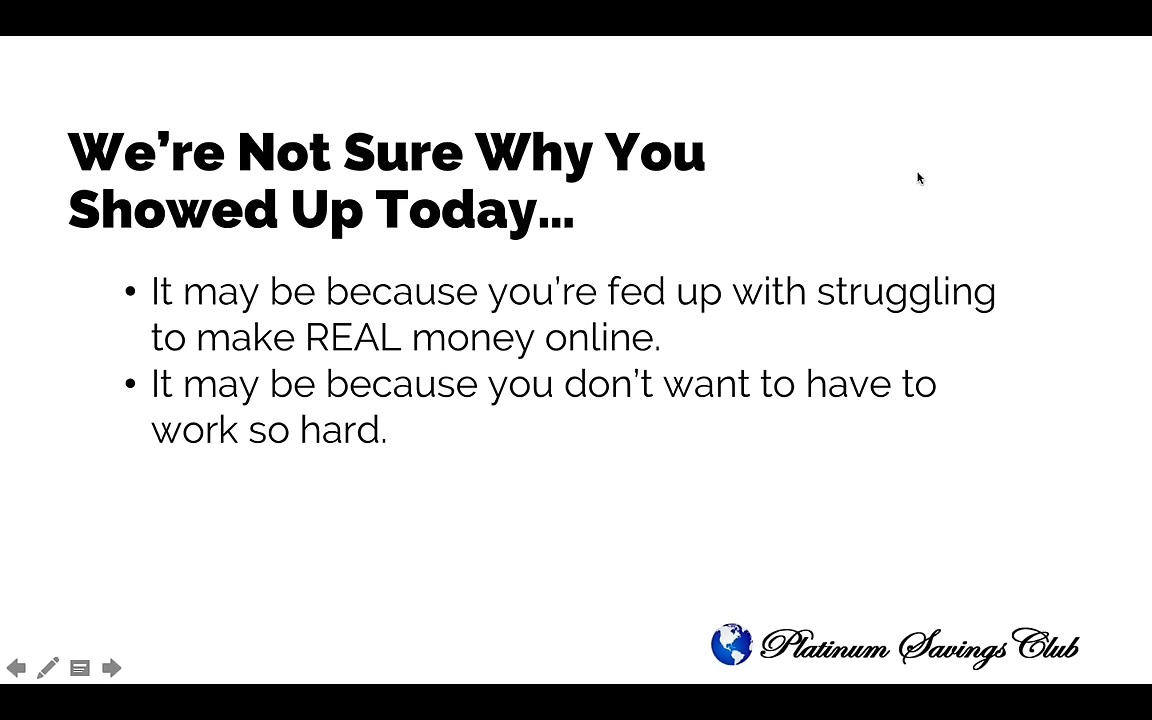 We’re Not Sure Why You
Showed Up Today...
• It may be because you’re fed up with struggling
to make REAL money online.
• It may be because you don’t want to have to
work so hard.
Platinum Savings Club